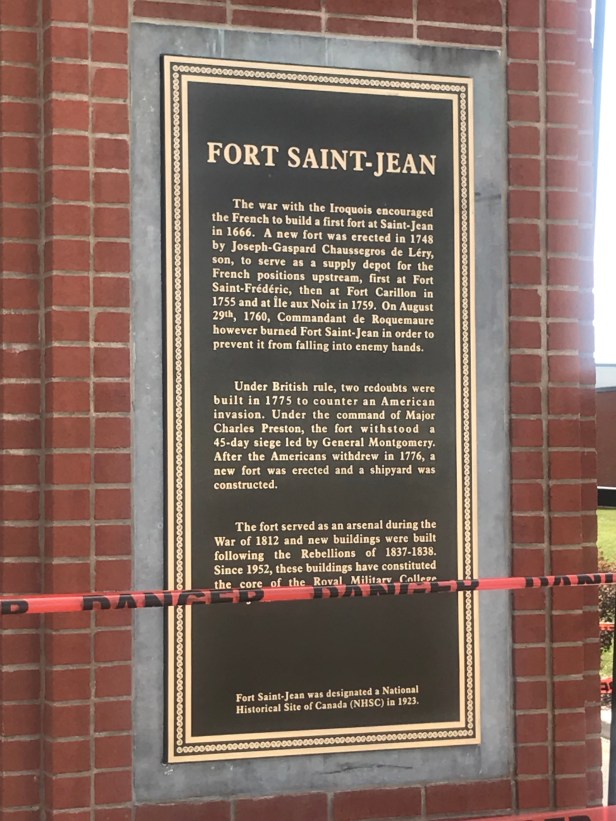 FORT SAINT-JEAN
The war with the Iroquois encouraged
the French to build a first fort at Saint-Jean
in 1666. A new fort was erected in 1748
by Joseph-Gaspard Chaussegros de Léry,
son, to serve as a supply depot for the
French positions upstream, first at Fort
Saint-Frédéric, then at Fort Carillon in
1755 and at Île aux Noix in 1759. On August
29th, 1760, Commandant de Roquemaure
however burned Fort Saint-Jean in order to
prevent it from falling into enemy hands.
Under British rule, two redoubts were
built in 1775 to counter an American
invasion. Under the command of Major
Charles Preston, the fort withstood a
45-day siege led by General Montgomery.
After the Americans withdrew in 1776, a
new fort was erected and a shipyard was
constructed.
The fort served as an arsenal during the
War of 1812 and new buildings were built
following the Rebellions of 1837-1838.
Since 1952, these buildings have constituted
the core of the Royal Military College
DANGER DANGER DAN
Fort Saint-Jean was designated a National
Historical Site of Canada (NHSC) in 1923.